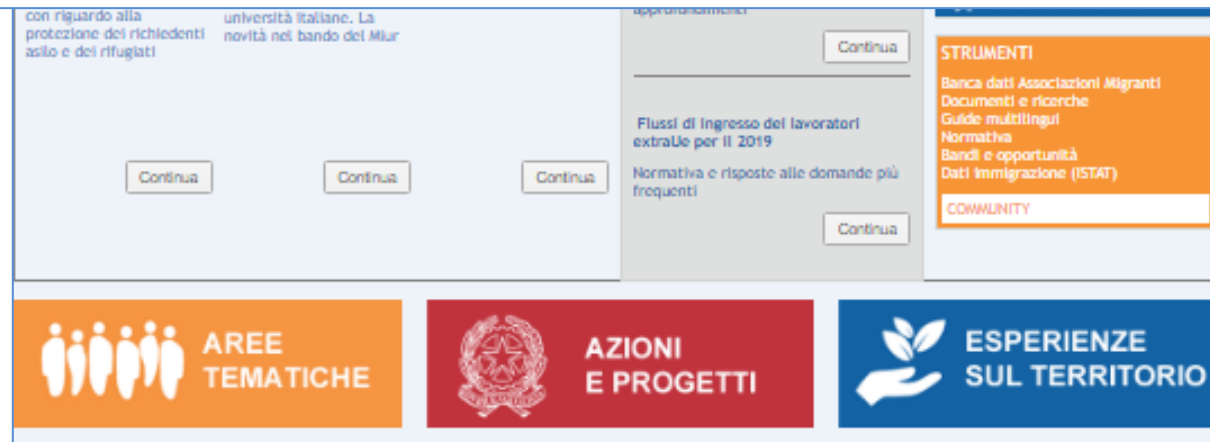 con riguardo alla
protezione dei richiedenti
asilo e dei rifugiati
università italiane. La
novità nel bando del Miur
Continua
Continua
Continua
approfondimenti
Continua
Flussi di ingresso dei lavoratori
extraUe per il 2019
Normativa e risposte alle domande più
frequenti
Continua
STRUMENTI
Banca dati Associazioni Migranti
Documenti e ricerche
Guide multilingui
Normativa
Bandi e opportunità
Dati immigrazione (ISTAT)
COMMUNITY
AREE
TEMATICHE
AZIONI
E PROGETTI
ESPERIENZE
SUL TERRITORIO